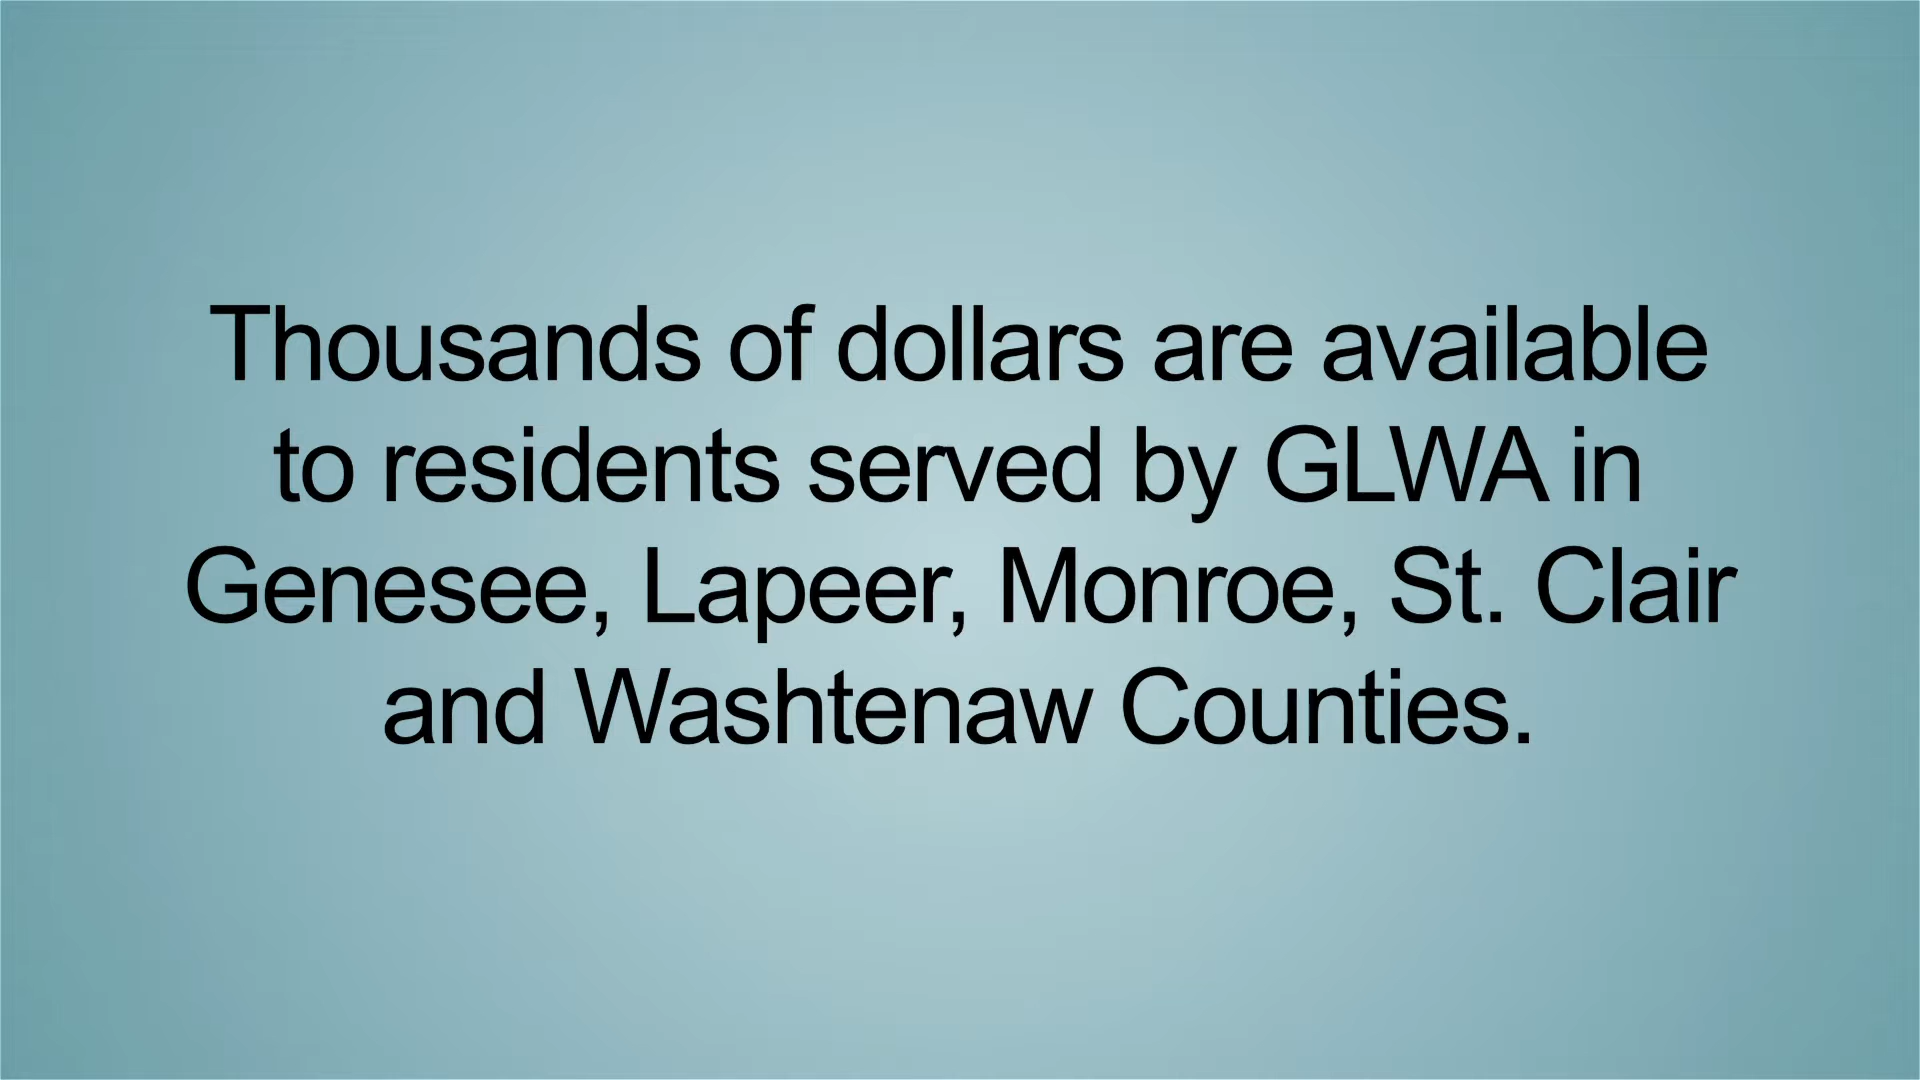 Thousands of dollars are available
to residents served by GLWA in
Genesee, Lapeer, Monroe, St. Clair
and Washtenaw Counties.